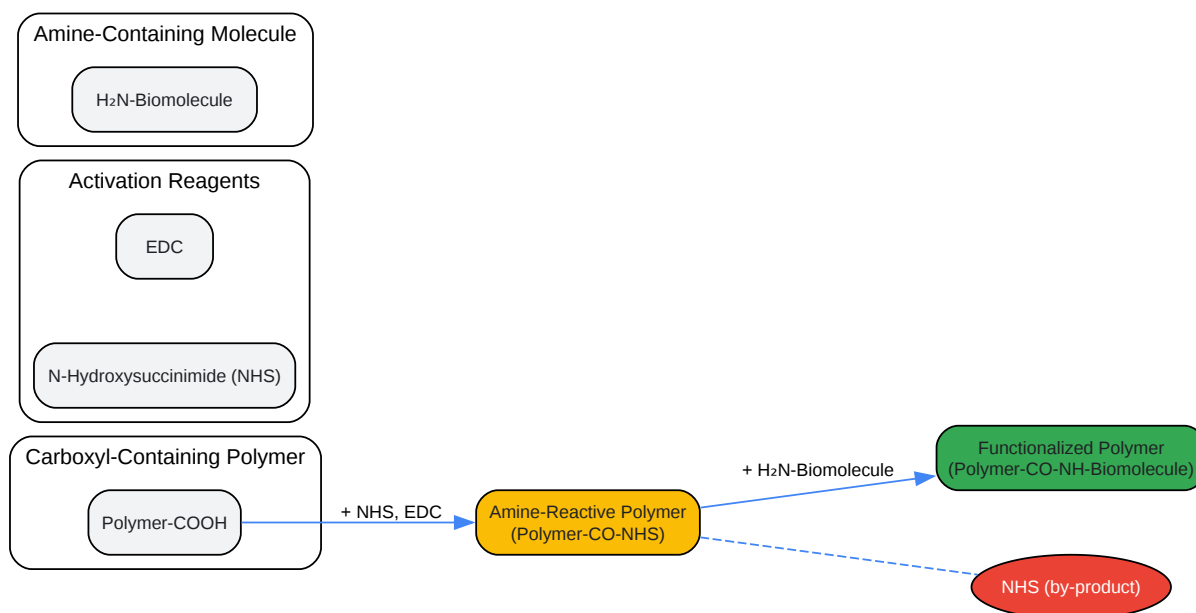 Amine-Containing Molecule
H₂N-Biomolecule
Activation Reagents
EDC
N-Hydroxysuccinimide (NHS)
Carboxyl-Containing Polymer
Polymer-COOH
+ NHS, EDC
Amine-Reactive Polymer
(Polymer-CO-NHS)
+ H₂N-Biomolecule
Functionalized Polymer
(Polymer-CO-NH-Biomolecule)
NHS (by-product)